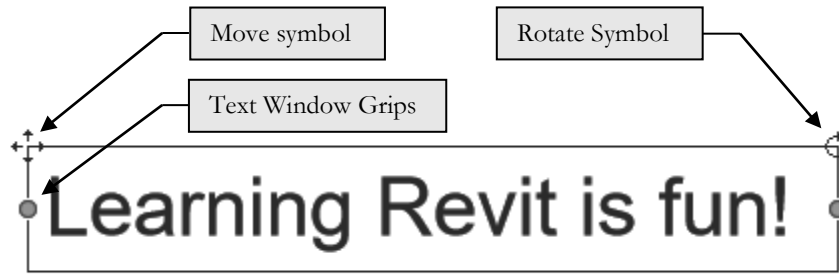 Move symbol
Rotate Symbol
Text Window Grips
Learning Revit is fun!